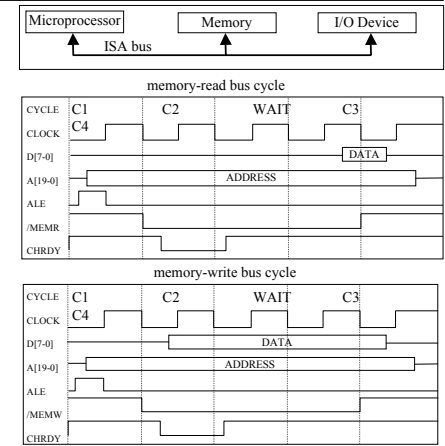 Microprocessor Memory I/O Device
ISA bus
memory-read bus cycle
CYCLE C1 C2 WAIT C3
CLOCK C4
D[7-0] DATA
A[19-0] ADDRESS
ALE
/MEMR
CHRDY
memory-write bus cycle
CYCLE C1 C2 WAIT C3
CLOCK C4
D[7-0] DATA
A[19-0] ADDRESS
ALE
/MEMW
CHRDY